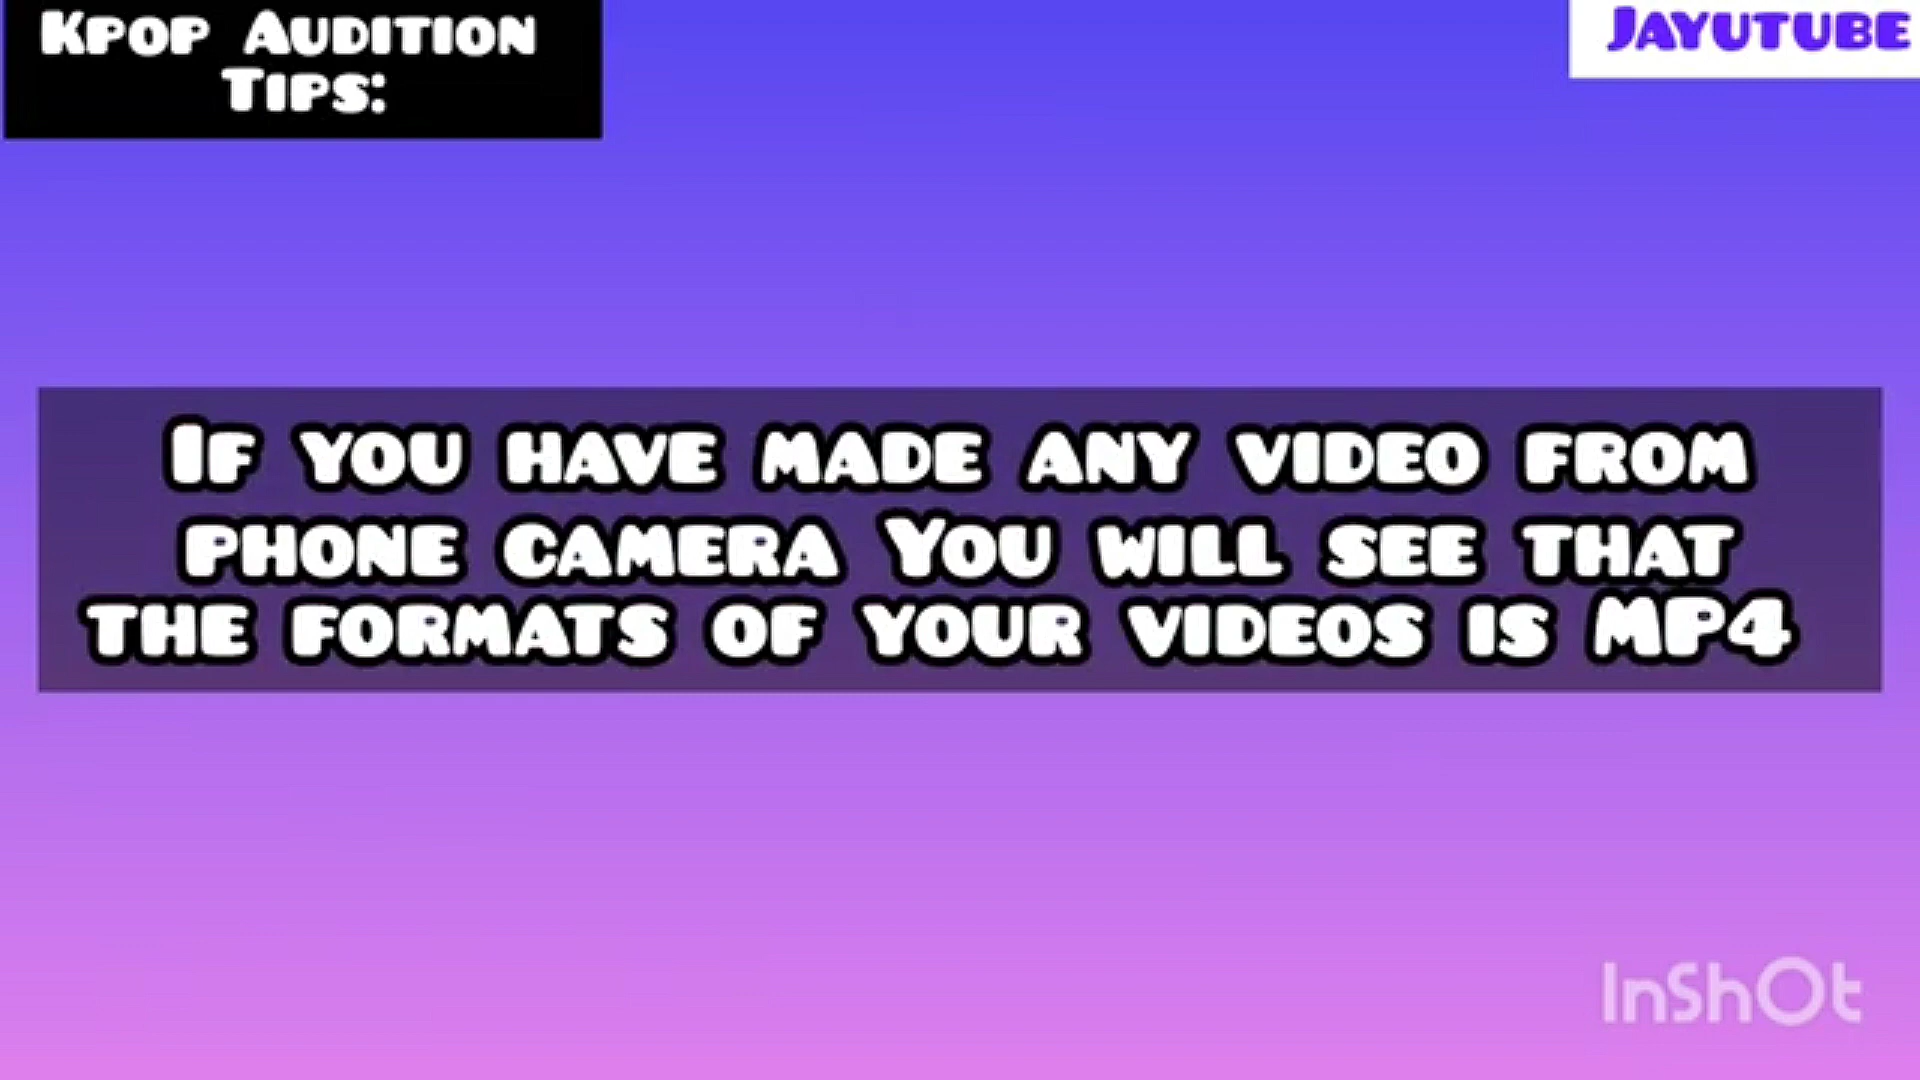 Kpop Audition
Tips:
Jayutube
If you have made any video from
phone Camera You will see that
the formats of your videos is MP4
InShOt